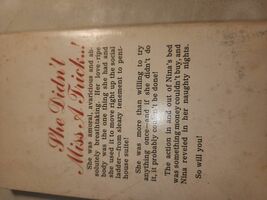 She Didn't
Miss A Trick...!
She was amoral, avaricious and ab-
solutely breathtaking. Her love-ripe
body was the one thing she had and
she used it to move right up the social
ladder—from sleazy tenement to pent-
house suite!
She was more than willing to try
anything once—and if she didn't do
it, it probably couldn't be done!
The action in and out of Nina's bed
was something money couldn't buy, and
Nina reveled in her naughty nights.
So will you!